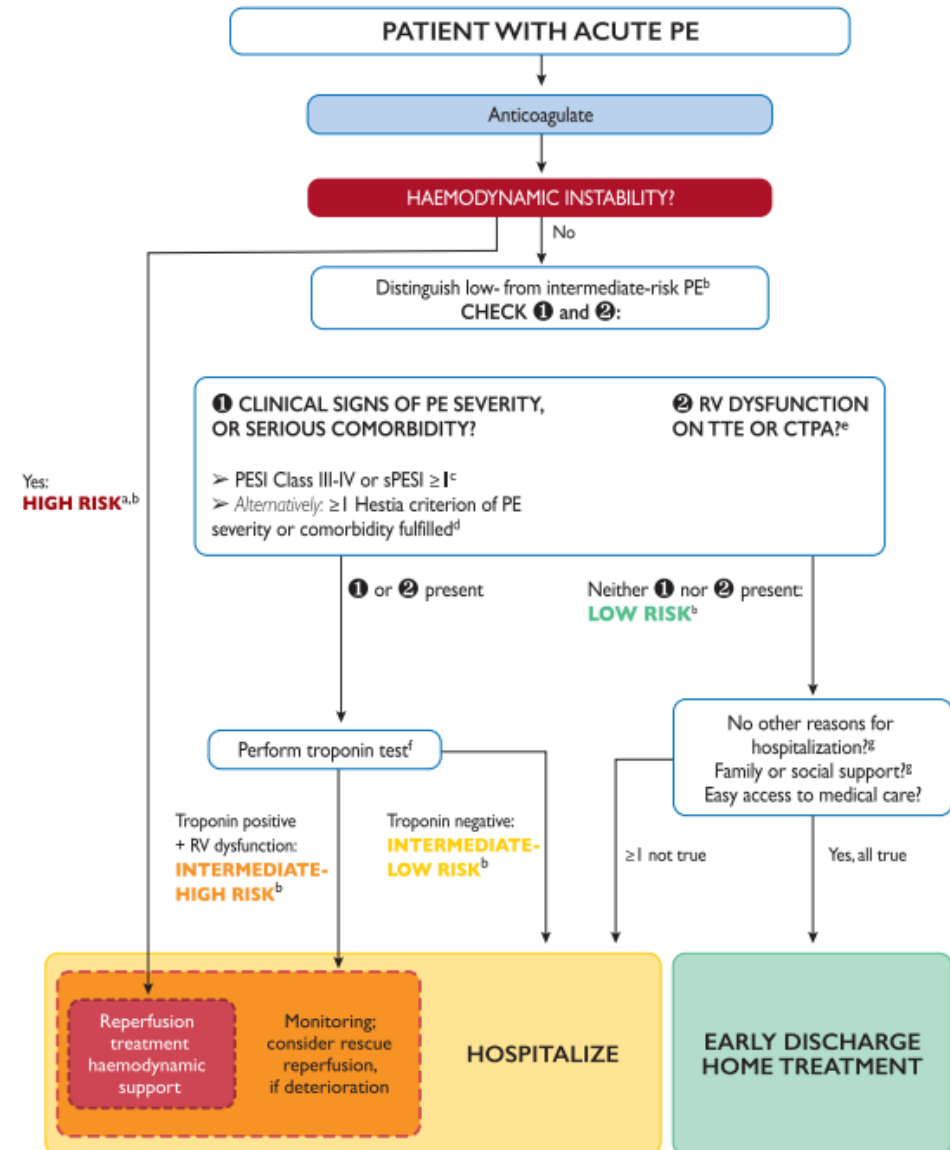 PATIENT WITH ACUTE PE
Anticoagulate
HAEMODYNAMIC INSTABILITY?
No
Distinguish low- from intermediate-risk PEᵇ
CHECK ❶ and ❷:
❶ CLINICAL SIGNS OF PE SEVERITY,
OR SERIOUS COMORBIDITY?
➢ PESI Class III-IV or sPESI ≥1ᶜ
➢ Alternatively: ≥1 Hestia criterion of PE
severity or comorbidity fulfilledᵈ
❷ RV DYSFUNCTION
ON TTE OR CTPA?ᵉ
Yes:
HIGH RISKᵃ,ᵇ
❶ or ❷ present
Neither ❶ nor ❷ present:
LOW RISKᵇ
Perform troponin testᶠ
No other reasons for
hospitalization?ᵍ
Family or social support?ᵍ
Easy access to medical care?
Troponin positive
+ RV dysfunction:
INTERMEDIATE-
HIGH RISKᵇ
Troponin negative:
INTERMEDIATE-
LOW RISKᵇ
≥1 not true
Yes, all true
Reperfusion
treatment
haemodynamic
support
Monitoring;
consider rescue
reperfusion,
if deterioration
HOSPITALIZE
EARLY DISCHARGE
HOME TREATMENT